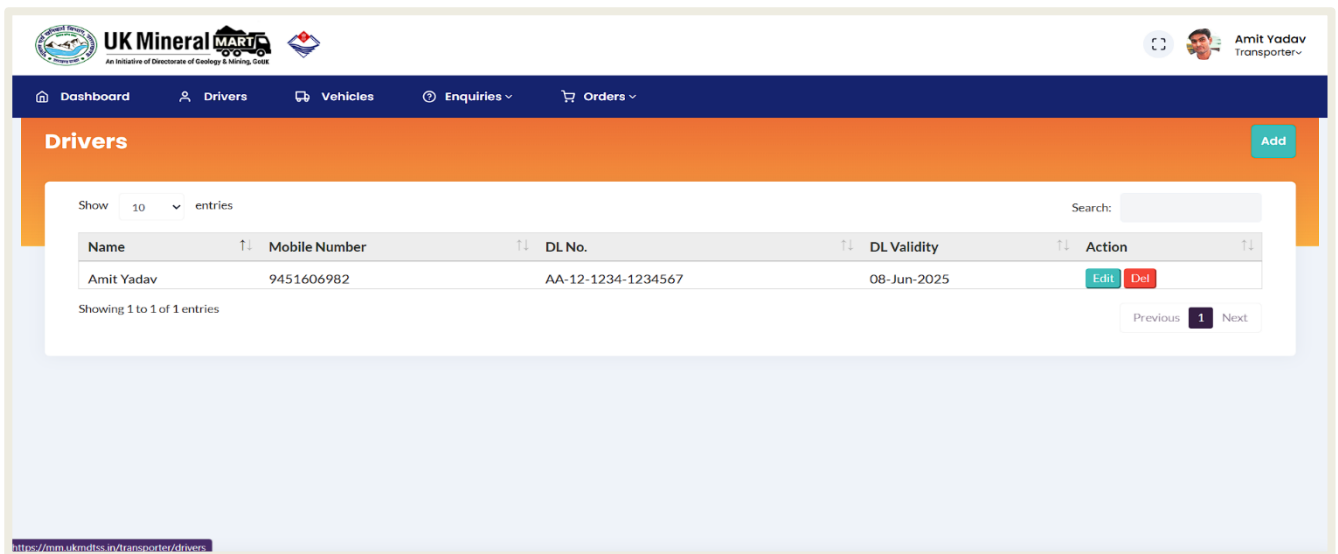 UK Mineral MART
An Initiative of Directorate of Geology & Mining, GoUK
Amit Yadav
Transporter
Dashboard Drivers Vehicles Enquiries Orders
Drivers
Add
Show 10 entries
Search:
Name Mobile Number DL No. DL Validity Action
Amit Yadav 9451606982 AA-12-1234-1234567 08-Jun-2025 Edit Del
Showing 1 to 1 of 1 entries
Previous 1 Next
https://mm.ukmdtss.in/transporter/drivers